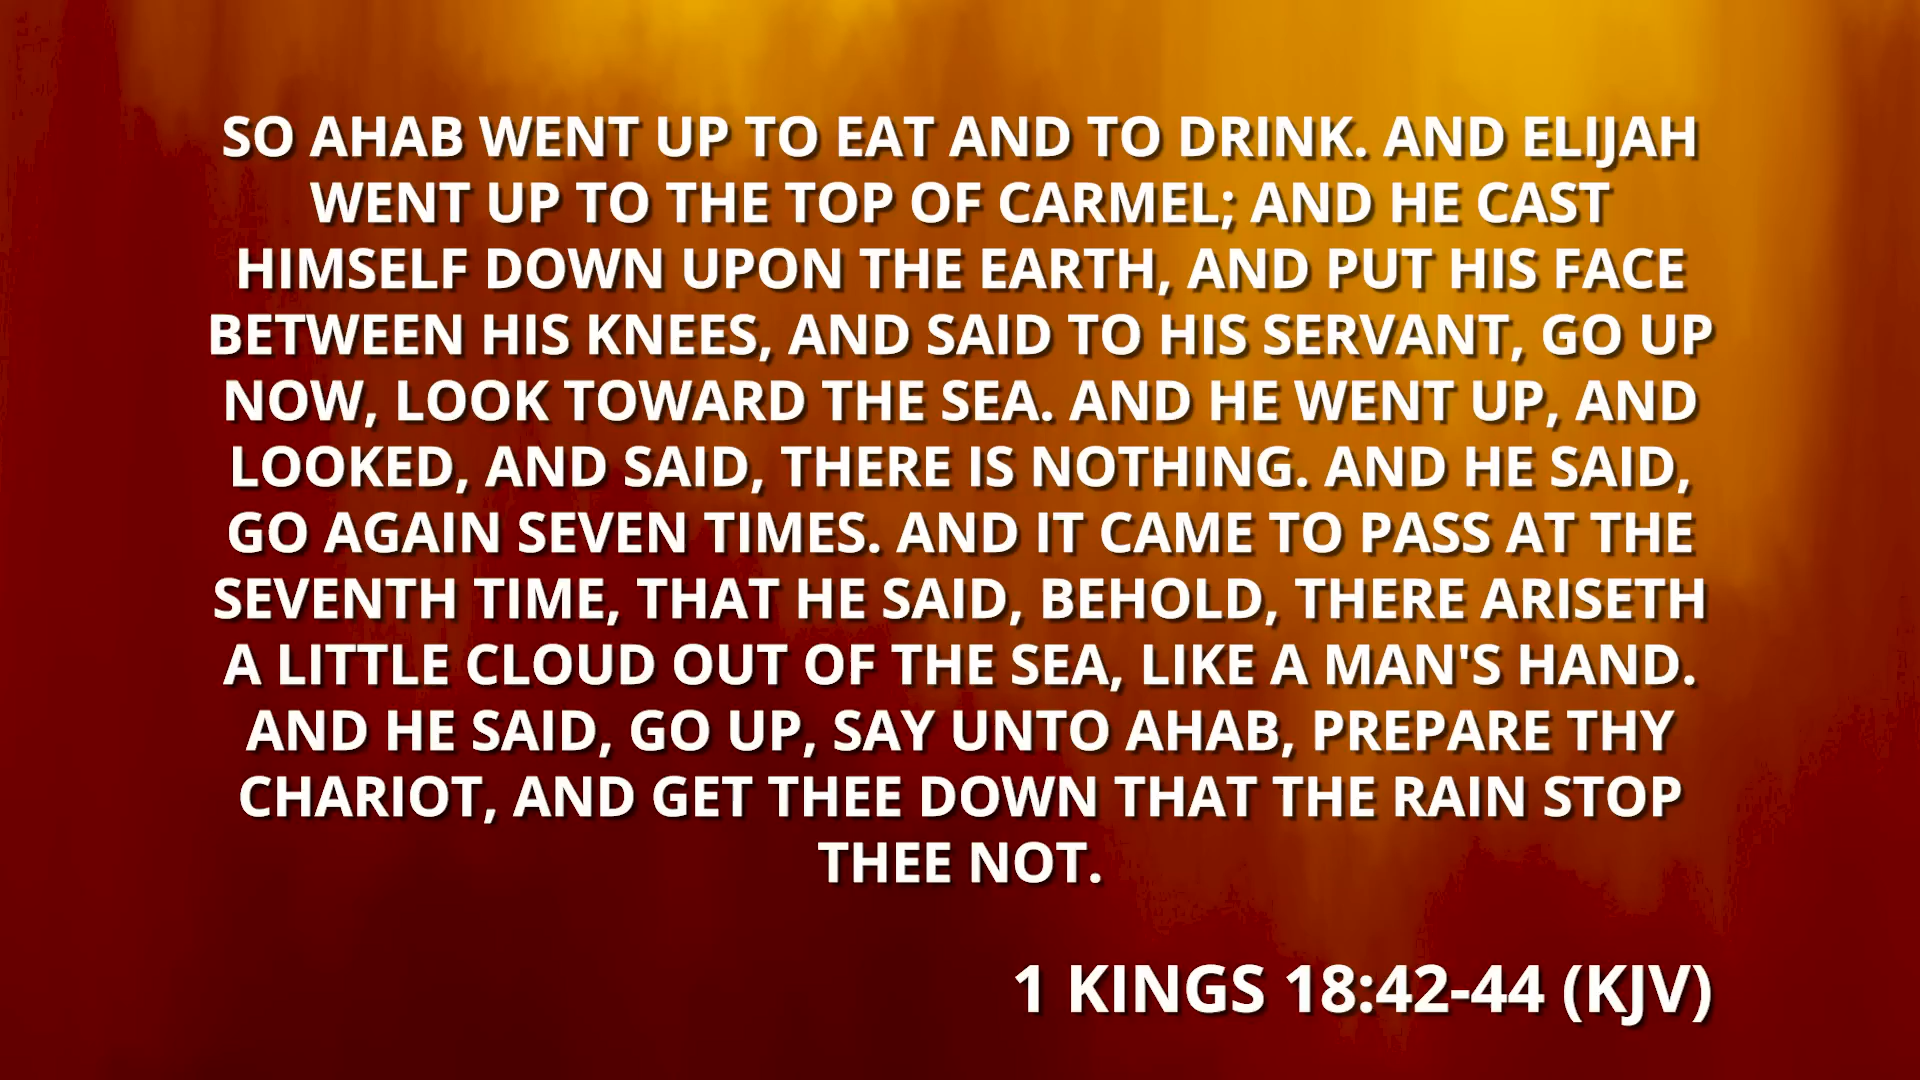 SO AHAB WENT UP TO EAT AND TO DRINK. AND ELIJAH
WENT UP TO THE TOP OF CARMEL; AND HE CAST
HIMSELF DOWN UPON THE EARTH, AND PUT HIS FACE
BETWEEN HIS KNEES, AND SAID TO HIS SERVANT, GO UP
NOW, LOOK TOWARD THE SEA. AND HE WENT UP, AND
LOOKED, AND SAID, THERE IS NOTHING. AND HE SAID,
GO AGAIN SEVEN TIMES. AND IT CAME TO PASS AT THE
SEVENTH TIME, THAT HE SAID, BEHOLD, THERE ARISETH
A LITTLE CLOUD OUT OF THE SEA, LIKE A MAN'S HAND.
AND HE SAID, GO UP, SAY UNTO AHAB, PREPARE THY
CHARIOT, AND GET THEE DOWN THAT THE RAIN STOP
THEE NOT.
1 KINGS 18:42-44 (KJV)